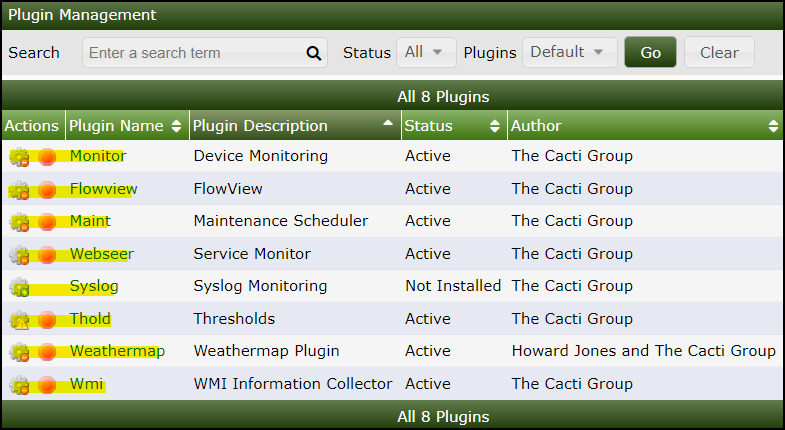 Plugin Management
Search Enter a search term Status All Plugins Default Go Clear
All 8 Plugins
Actions Plugin Name Plugin Description Status Author
Monitor Device Monitoring Active The Cacti Group
Flowview FlowView Active The Cacti Group
Maint Maintenance Scheduler Active The Cacti Group
Webseer Service Monitor Active The Cacti Group
Syslog Syslog Monitoring Not Installed The Cacti Group
Thold Thresholds Active The Cacti Group
Weathermap Weathermap Plugin Active Howard Jones and The Cacti Group
Wmi WMI Information Collector Active The Cacti Group
All 8 Plugins